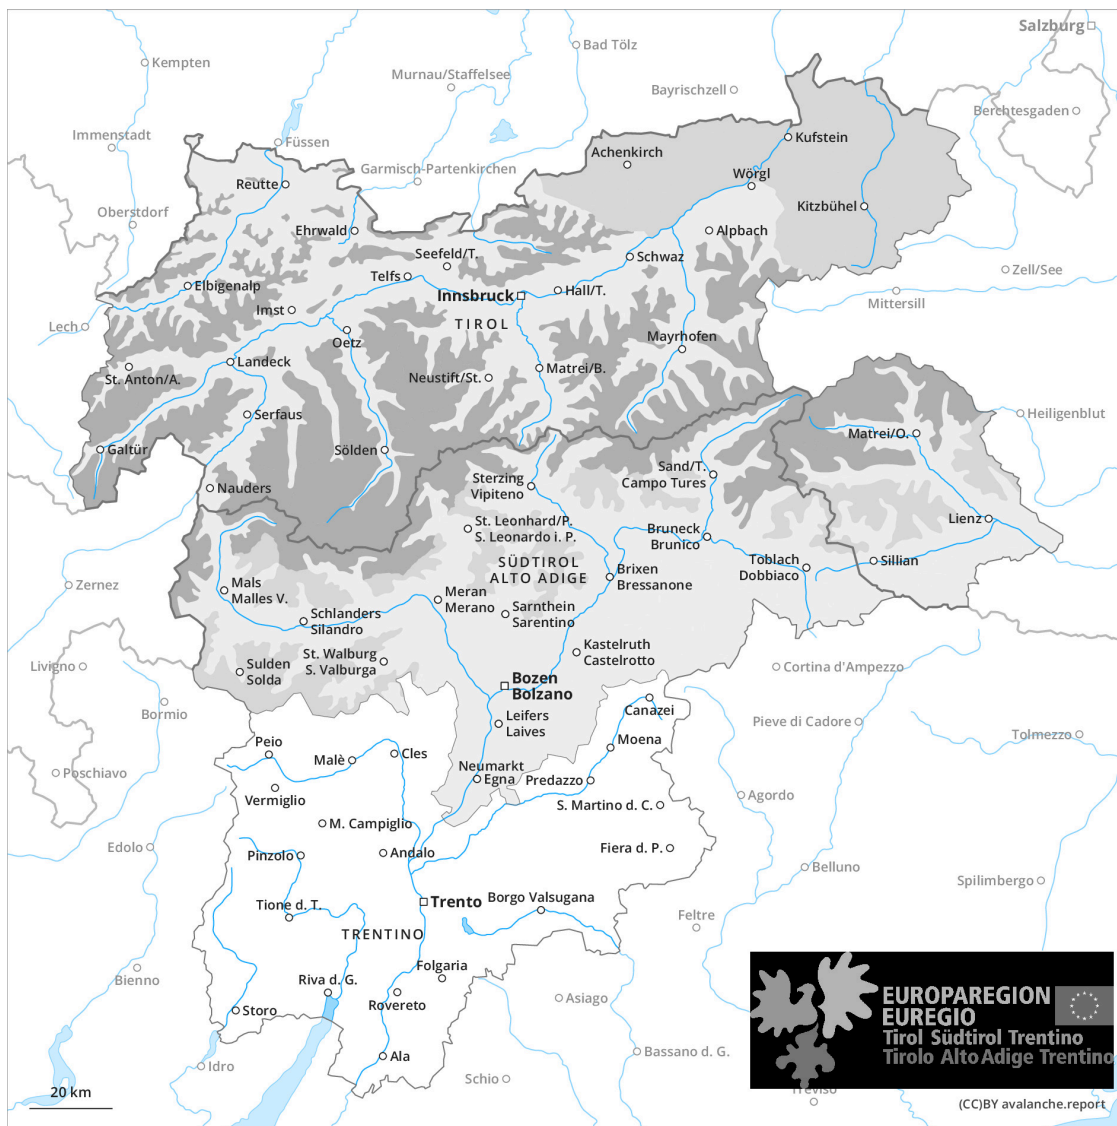 Salzburg
Bad Tölz
Kempten
Murnau/Staffelsee
Bayrischzell
Berchtesgaden
Immenstadt
Füssen
Kufstein
Achenkirch
Garmisch-Partenkirchen
Wörgl
Reutte
Oberstdorf
Kitzbühel
Ehrwald
Alpbach
Seefeld/T.
Schwaz
Zell/See
Telfs
Elbigenalp
Innsbruck
Hall/T.
Mittersill
Imst
Lech
TIROL
Oetz
Mayrhofen
Landeck
St. Anton/A.
Neustift/St.
Matrei/B.
Serfaus
Heiligenblut
Matrei/O.
Galtür
Sölden
Sand/T.
Campo Tures
Sterzing
Vipiteno
Nauders
Lienz
St. Leonhard/P.
S. Leonardo i. P.
Bruneck
Brunico
SÜDTIROL
ALTO ADIGE
Toblach
Dobbiaco
Sillian
Brixen
Bressanone
Zernez
Mals
Malles V.
Meran
Merano
Schlanders
Silandro
Sarnthein
Sarentino
Kastelruth
Castelrotto
St. Walburg
S. Valburga
Livigno
Sulden
Solda
Cortina d'Ampezzo
Bozen
Bolzano
Bormio
Canazei
Leifers
Laives
Pieve di Cadore
Tolmezzo
Peio
Moena
Malè
Cles
Neumarkt
Egna
Poschiavo
Predazzo
Vermiglio
Agordo
S. Martino d. C.
M. Campiglio
Edolo
Pinzolo
Andalo
Fiera d. P.
Belluno
Spilimbergo
Trento
Borgo Valsugana
Tione d. T.
Feltre
TRENTINO
Bienno
Folgaria
Riva d. G.
Rovereto
Asiago
Storo
EUROPAREGION
EUREGIO
Tirol Südtirol Trentino
Tirolo Alto Adige Trentino
Ala
Bassano d. G.
Idro
Schio
Treviso
20 km
(CC)BY avalanche.report